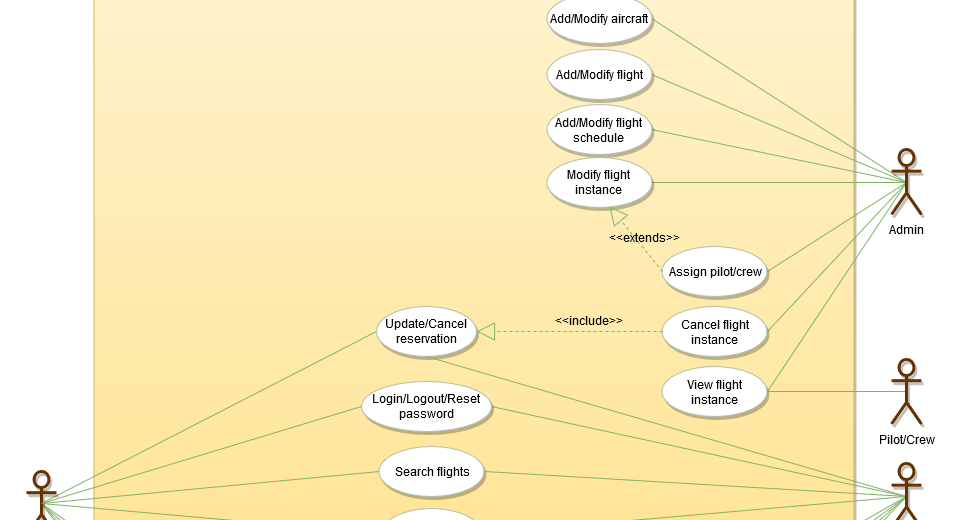 Add/Modify aircraft
Add/Modify flight
Add/Modify flight
schedule
Modify flight
instance
Admin
<<extends>>
Assign pilot/crew
Update/Cancel
reservation
<<include>>
Cancel flight
instance
View flight
instance
Login/Logout/Reset
password
Pilot/Crew
Search flights